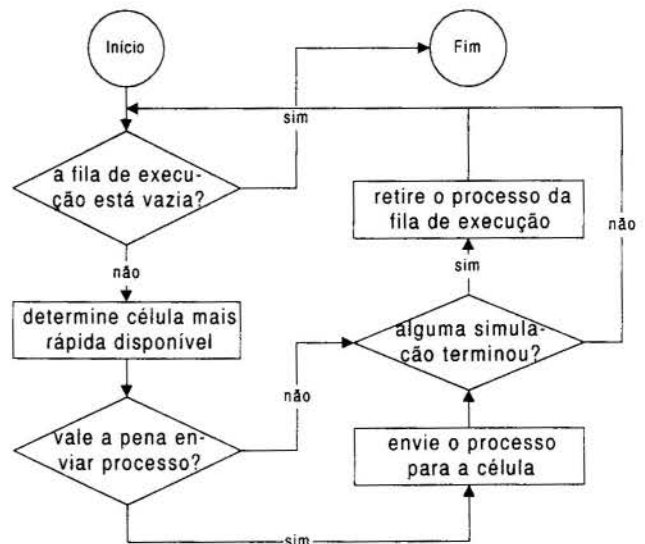 Início
Fim
sim
a fila de execu-
ção está vazia?
retire o processo da
fila de execução
não
não
sim
determine célula mais
rápida disponível
alguma simula-
ção terminou?
não
vale a pena en-
viar processo?
envie o processo
para a célula
sim